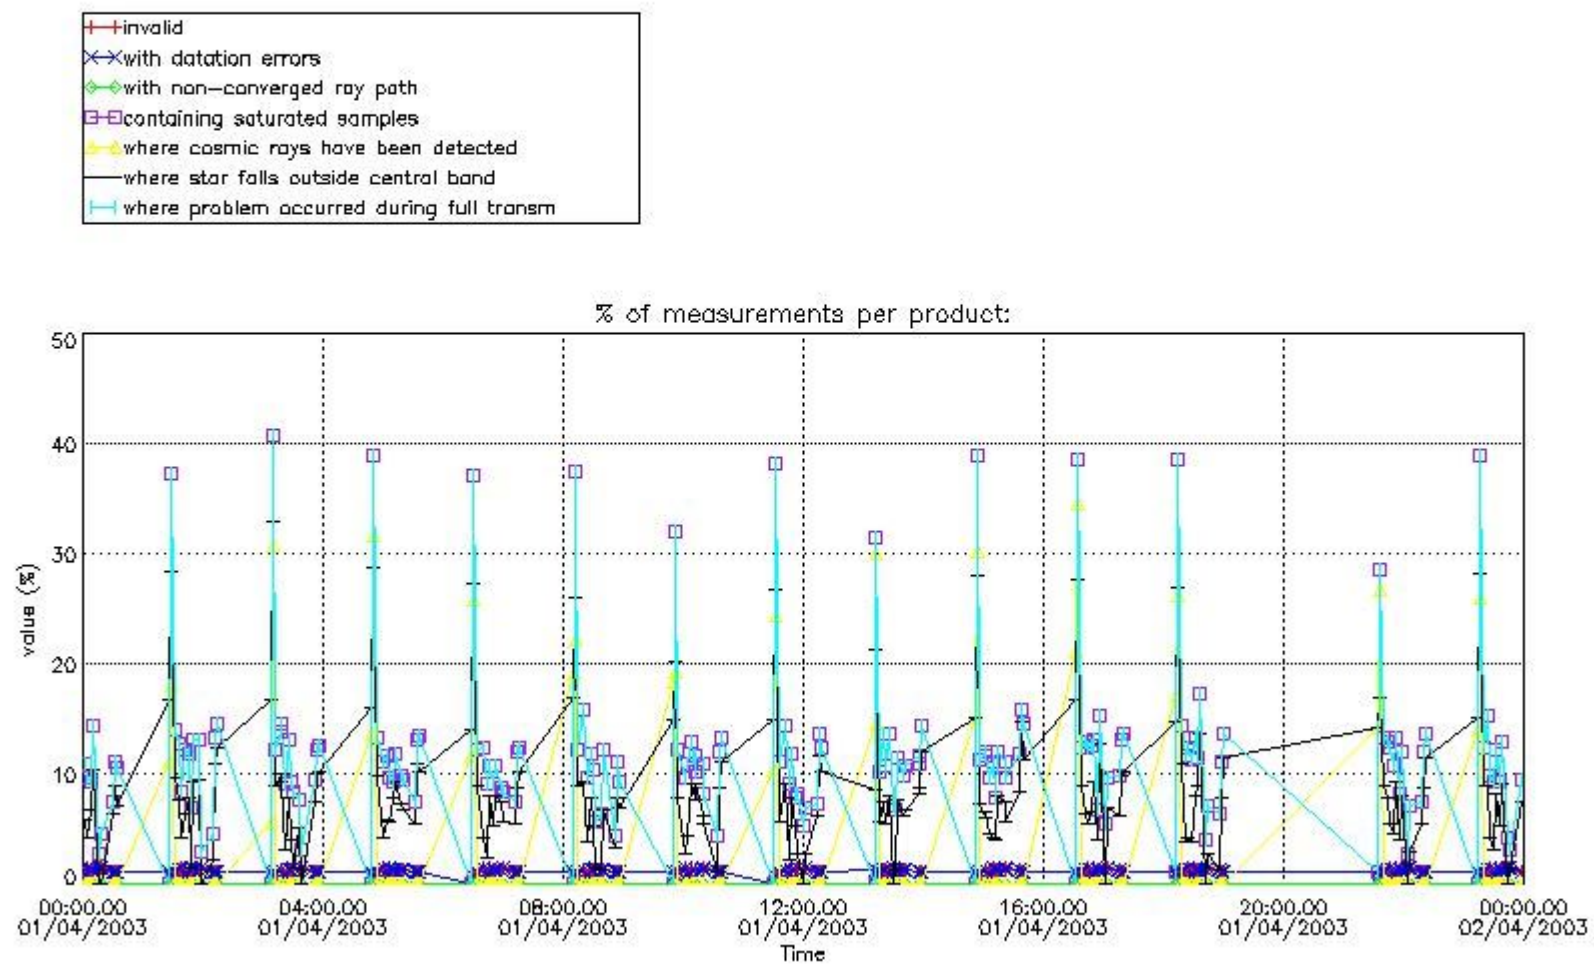 invalid
with datation errors
with non-converged ray path
containing saturated samples
where cosmic rays have been detected
where star falls outside central band
where problem occurred during full transm
% of measurements per product:
50
40
30
20
10
0
value (%)
00:00.00 04:00.00 08:00.00 12:00.00 16:00.00 20:00.00 00:00.00
01/04/2003 01/04/2003 01/04/2003 01/04/2003 01/04/2003 01/04/2003 02/04/2003
Time